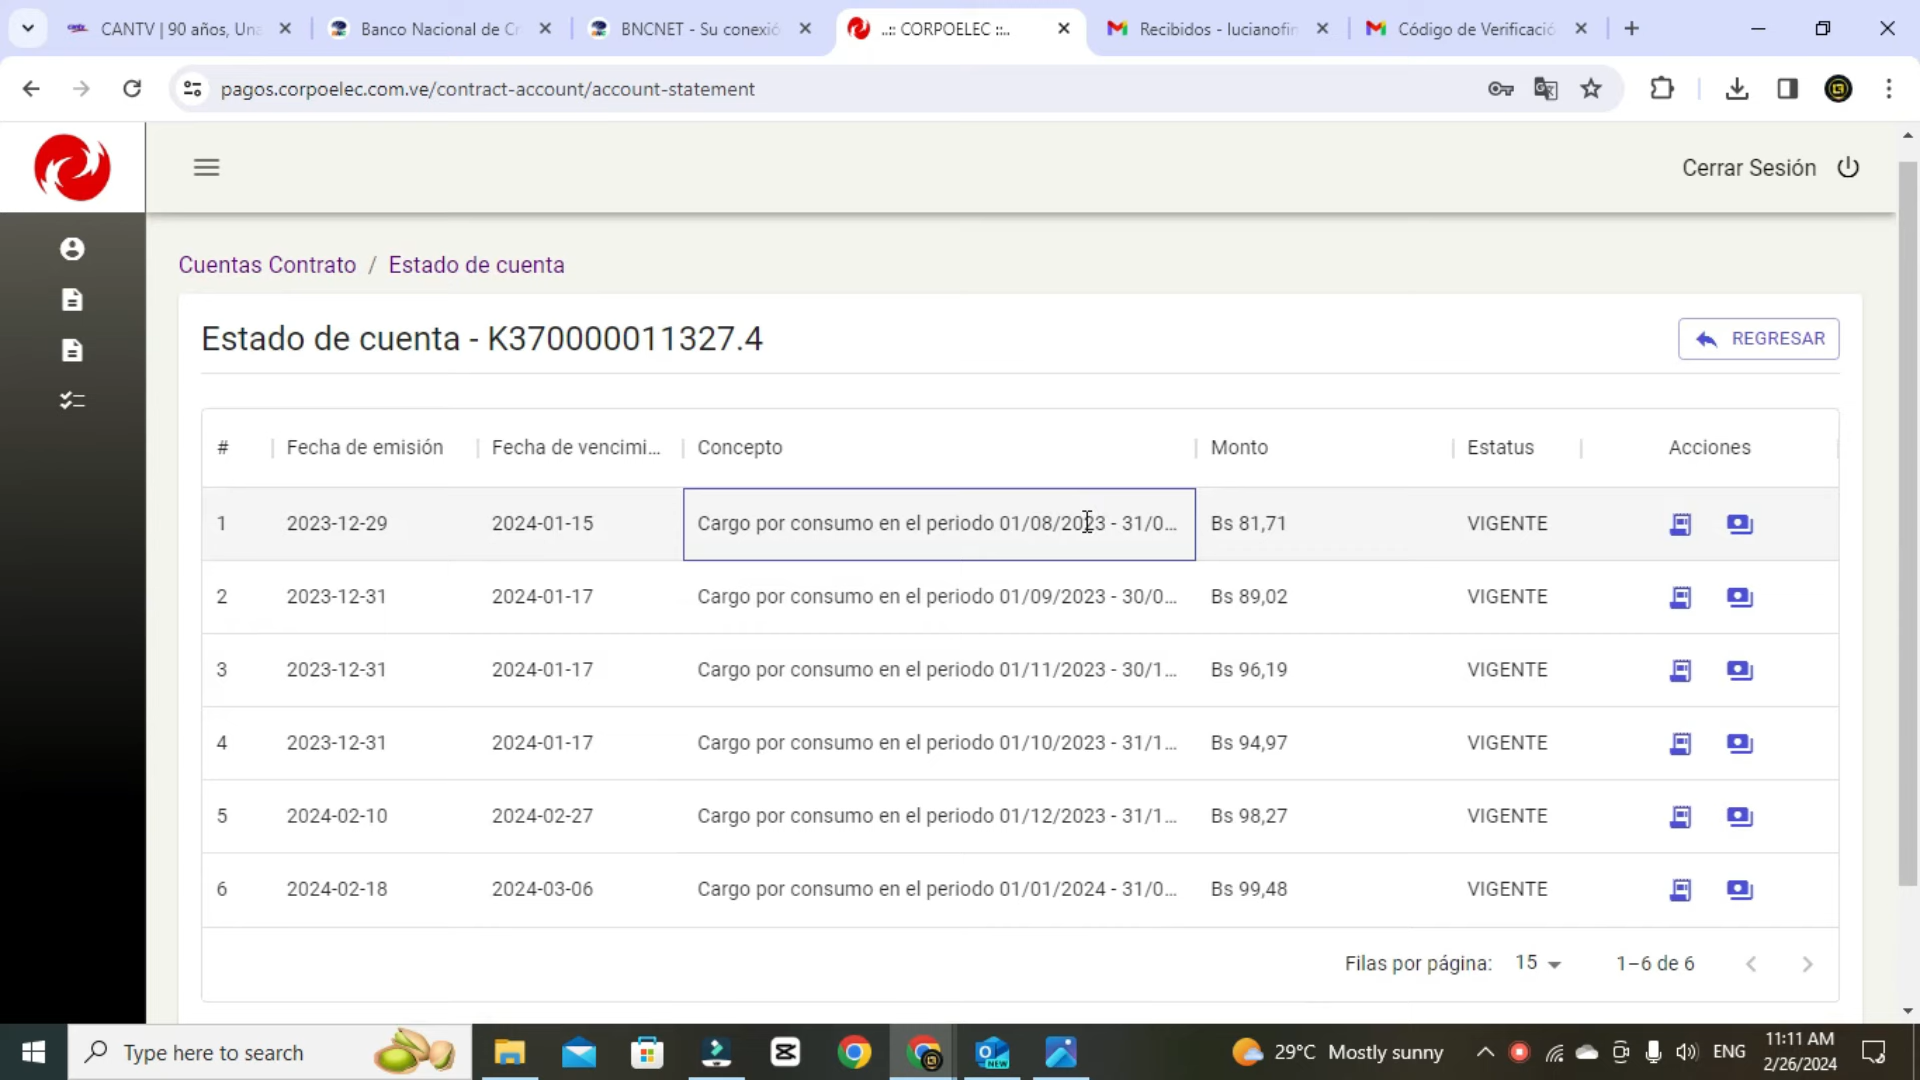 CANTV | 90 años, Un
Banco Nacional de C
BNCNET - Su conexió
..:: CORPOELEC ::..
Recibidos - lucianofin
Código de Verificació
pagos.corpoelec.com.ve/contract-account/account-statement
Cerrar Sesión
Cuentas Contrato / Estado de cuenta
Estado de cuenta - K370000011327.4
REGRESAR
# Fecha de emisión Fecha de vencimi... Concepto Monto Estatus Acciones
1 2023-12-29 2024-01-15 Cargo por consumo en el periodo 01/08/2023 - 31/0... Bs 81,71 VIGENTE
2 2023-12-31 2024-01-17 Cargo por consumo en el periodo 01/09/2023 - 30/0... Bs 89,02 VIGENTE
3 2023-12-31 2024-01-17 Cargo por consumo en el periodo 01/11/2023 - 30/1... Bs 96,19 VIGENTE
4 2023-12-31 2024-01-17 Cargo por consumo en el periodo 01/10/2023 - 31/1... Bs 94,97 VIGENTE
5 2024-02-10 2024-02-27 Cargo por consumo en el periodo 01/12/2023 - 31/1... Bs 98,27 VIGENTE
6 2024-02-18 2024-03-06 Cargo por consumo en el periodo 01/01/2024 - 31/0... Bs 99,48 VIGENTE
Filas por página: 15 1–6 de 6
Type here to search
NEW
29°C Mostly sunny
ENG
11:11 AM
2/26/2024